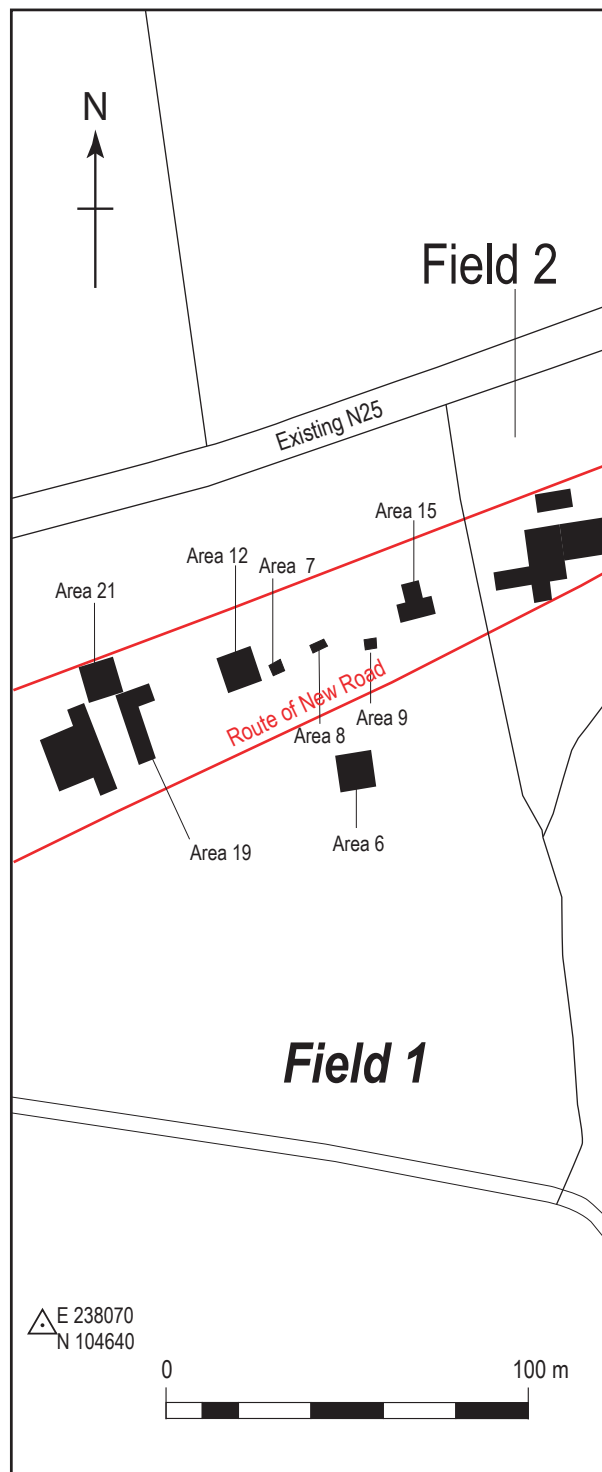 N
Field 2
Existing N25
Area 15
Area 12
Area 7
Area 21
Route of New Road
Area 9
Area 8
Area 19
Area 6
Field 1
E 238070
N 104640
0 100 m